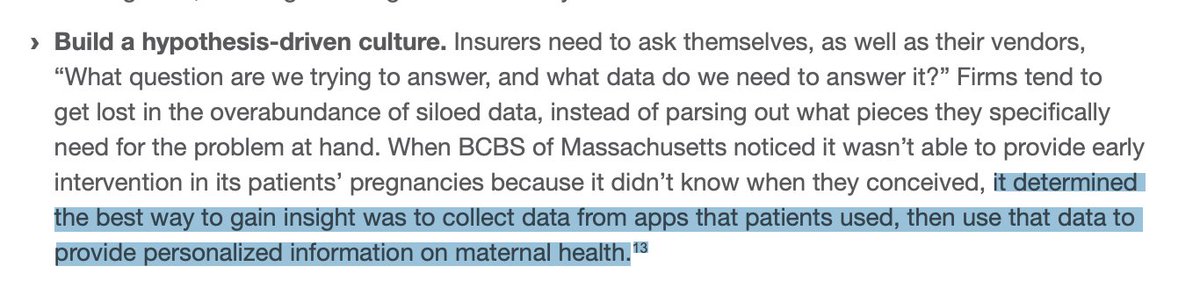 › Build a hypothesis-driven culture. Insurers need to ask themselves, as well as their vendors,
“What question are we trying to answer, and what data do we need to answer it?” Firms tend to
get lost in the overabundance of siloed data, instead of parsing out what pieces they specifically
need for the problem at hand. When BCBS of Massachusetts noticed it wasn’t able to provide early
intervention in its patients’ pregnancies because it didn’t know when they conceived, it determined
the best way to gain insight was to collect data from apps that patients used, then use that data to
provide personalized information on maternal health.13